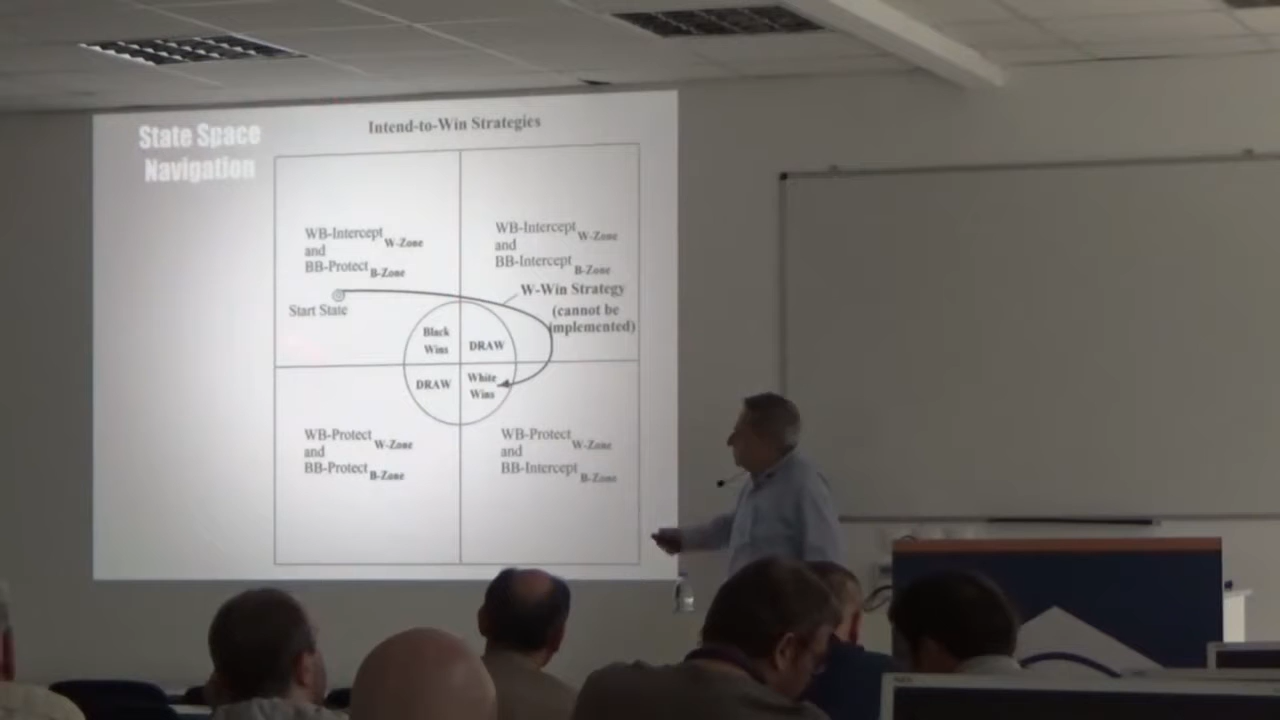 State Space
Navigation
Intend-to-Win Strategies
WB-Intercept W-Zone
and
BB-Protect B-Zone
WB-Intercept W-Zone
and
BB-Intercept B-Zone
Start State
W-Win Strategy
(cannot be
implemented)
Black
Wins
DRAW
DRAW
White
Wins
WB-Protect W-Zone
and
BB-Protect B-Zone
WB-Protect W-Zone
and
BB-Intercept B-Zone